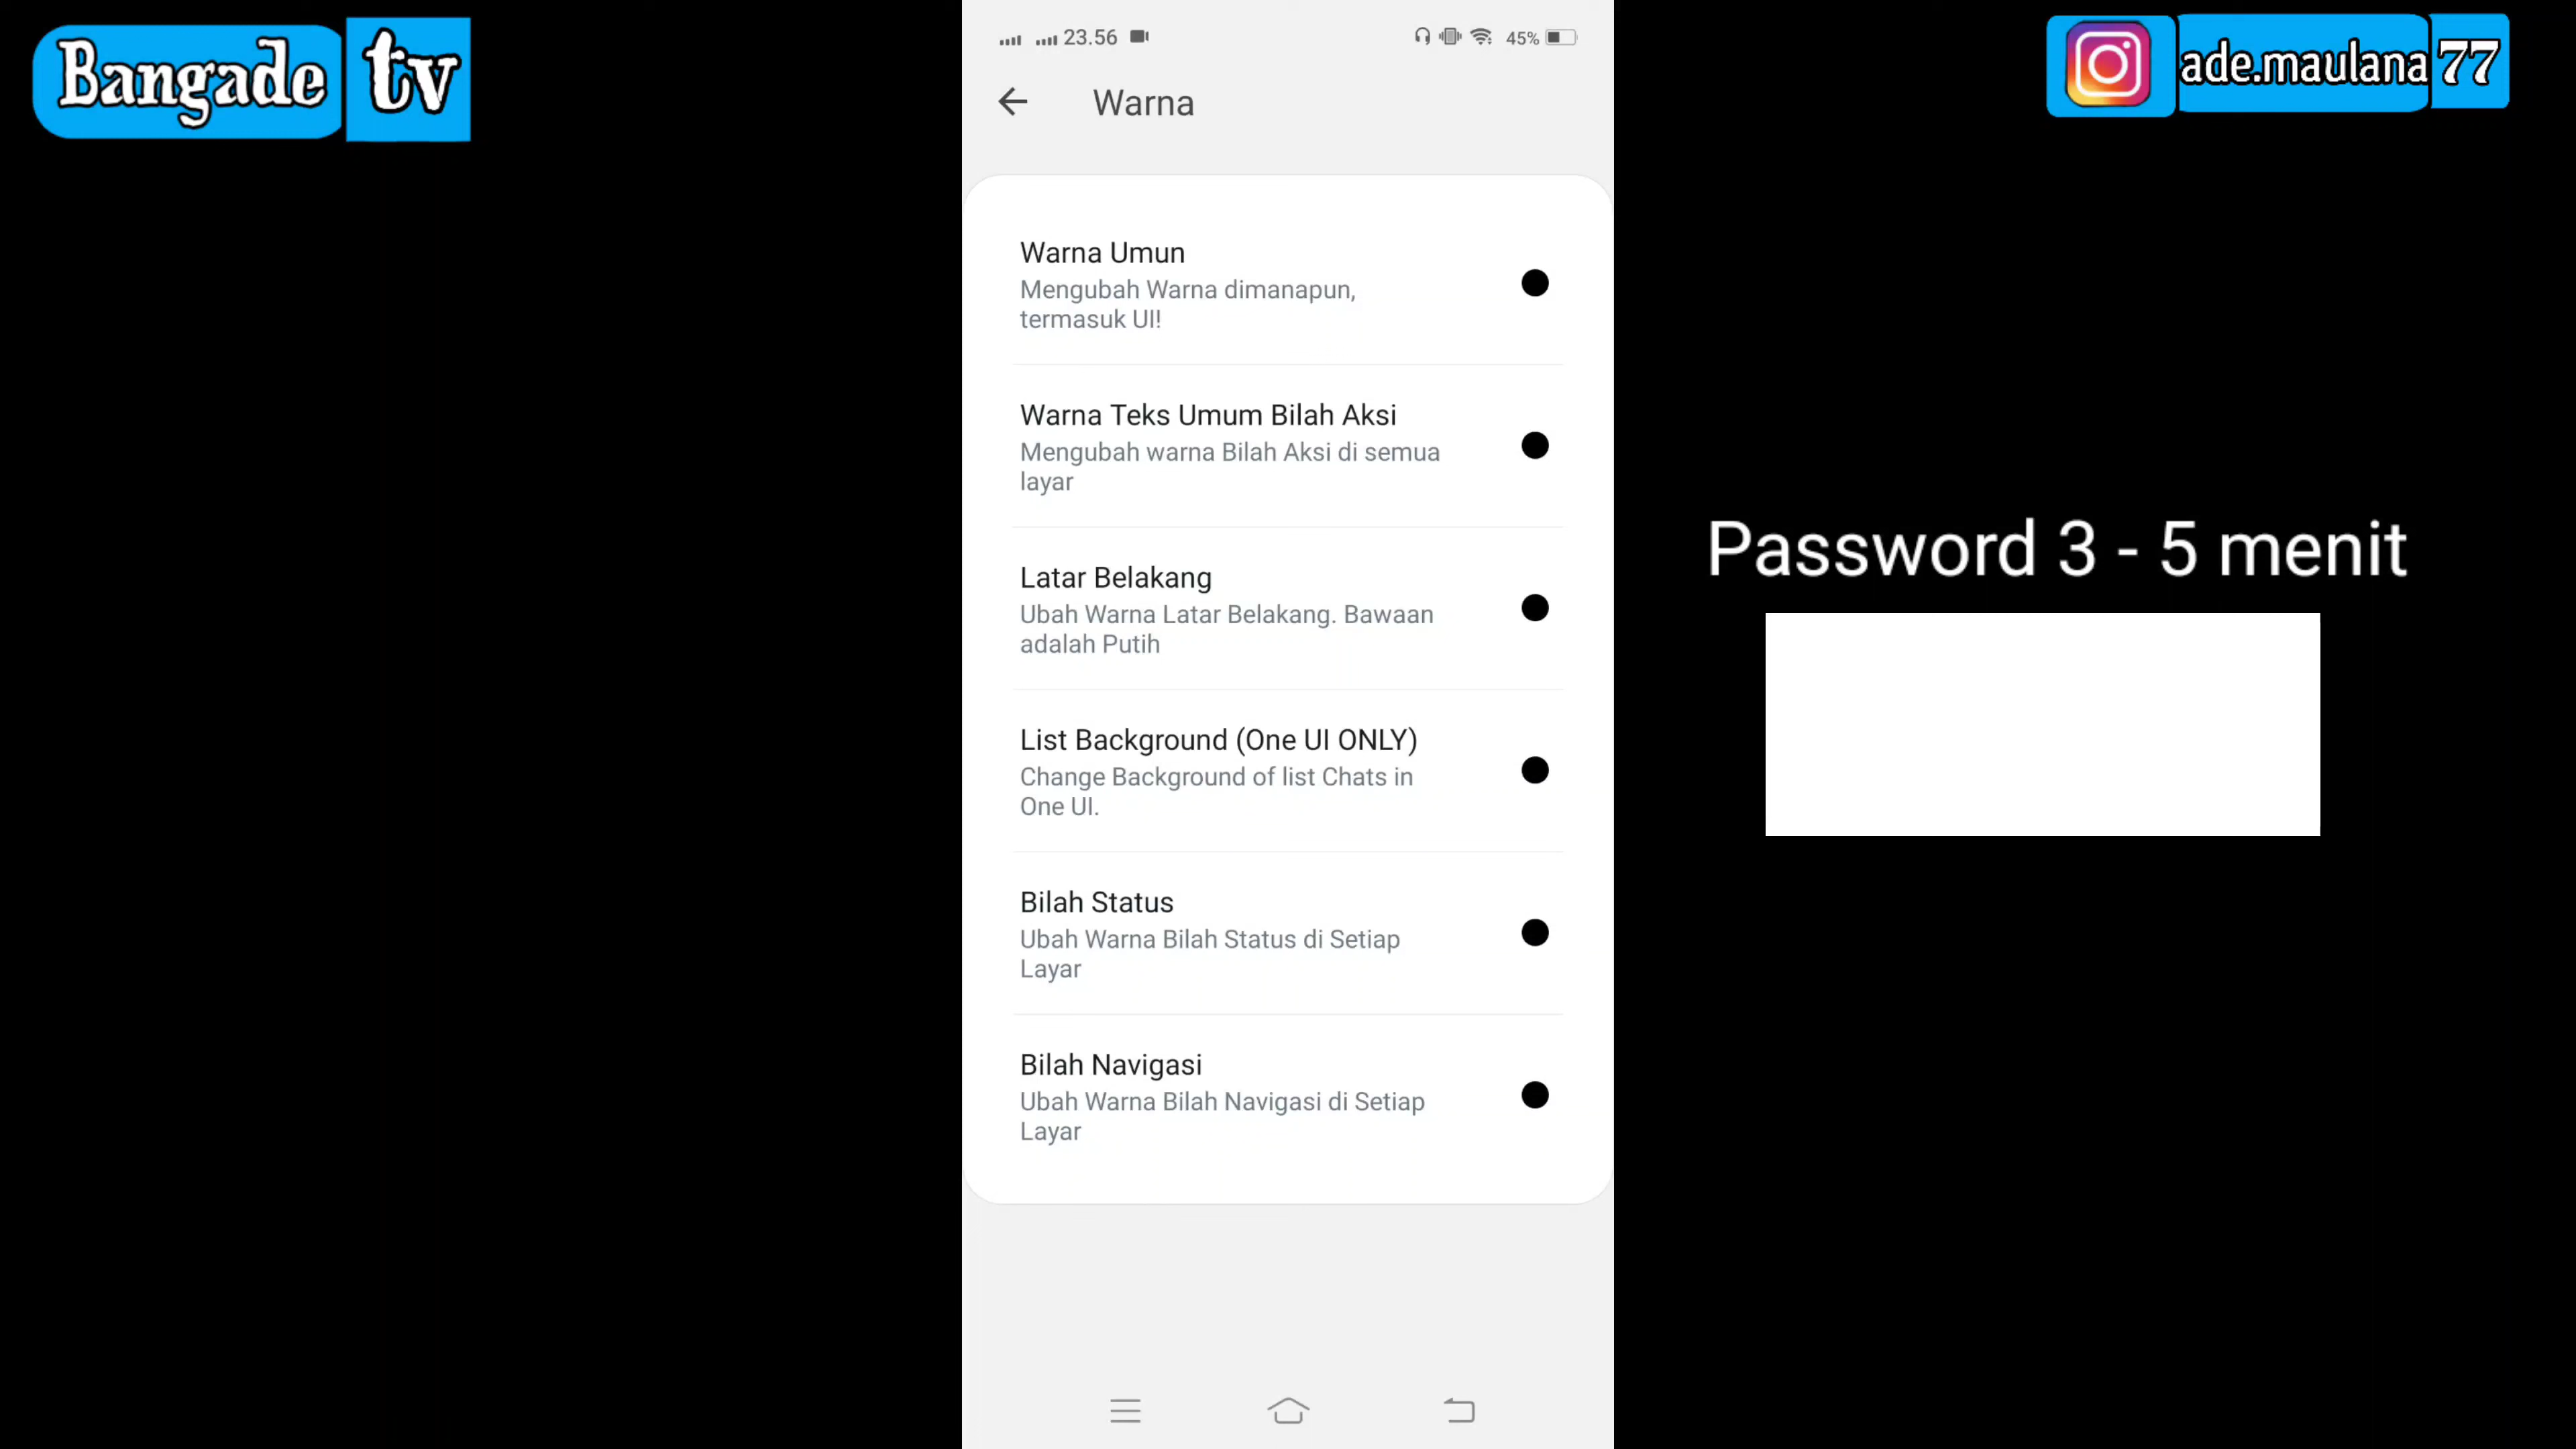 Bangade tv
ade.maulana 77
23.56
45%
Warna
Warna Umun
Mengubah Warna dimanapun,
termasuk UI!
Warna Teks Umum Bilah Aksi
Mengubah warna Bilah Aksi di semua
layar
Latar Belakang
Ubah Warna Latar Belakang. Bawaan
adalah Putih
List Background (One UI ONLY)
Change Background of list Chats in
One UI.
Bilah Status
Ubah Warna Bilah Status di Setiap
Layar
Bilah Navigasi
Ubah Warna Bilah Navigasi di Setiap
Layar
Password 3 - 5 menit